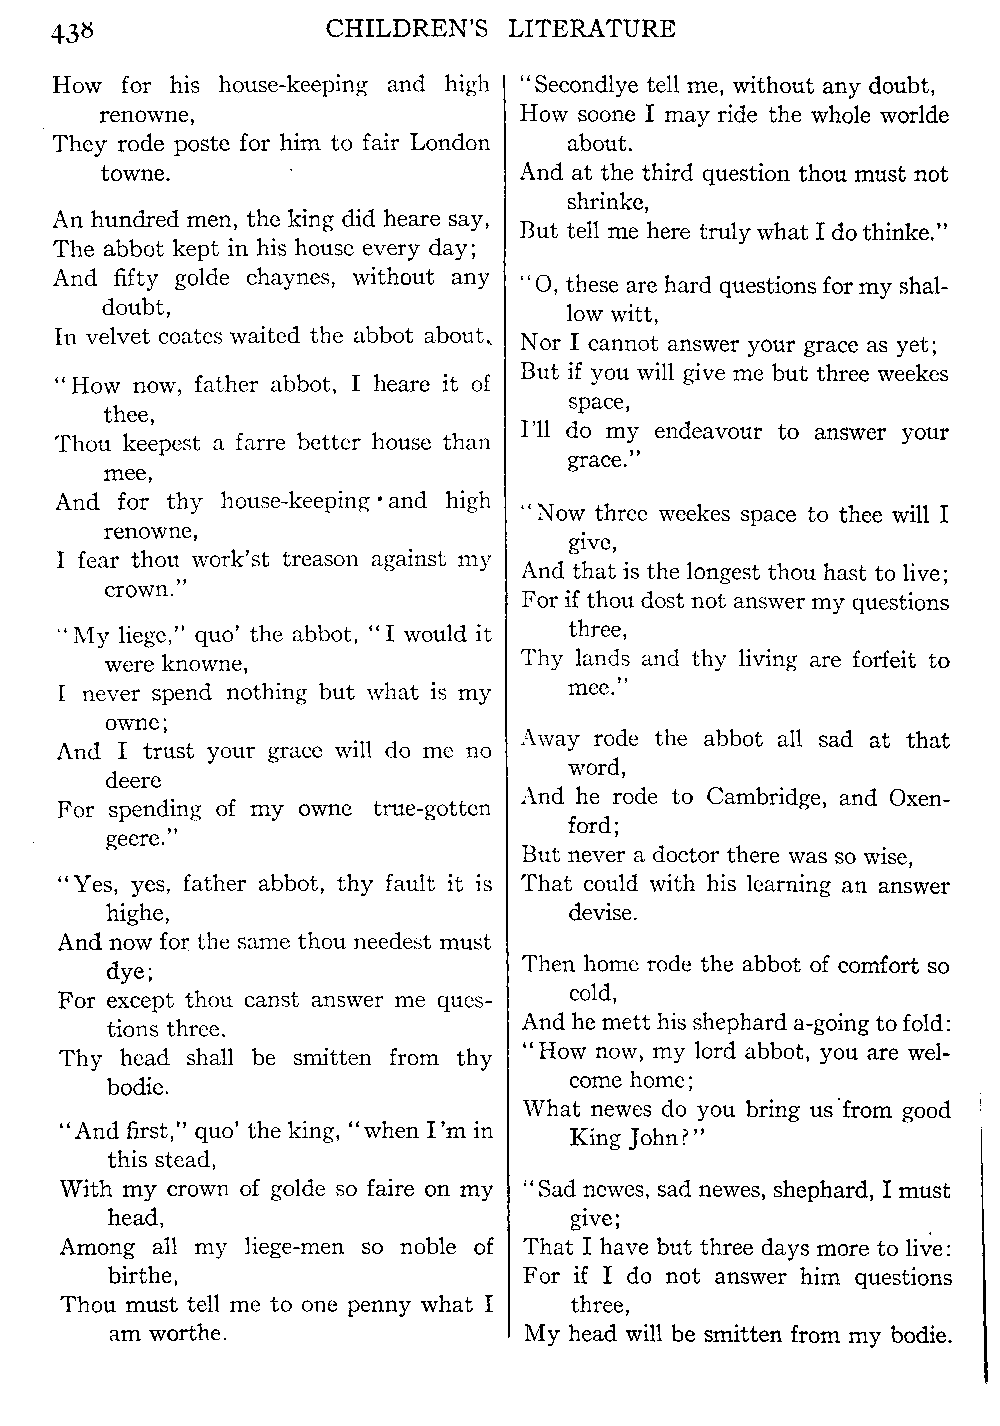 438 CHILDREN'S LITERATURE
How for his house-keeping and high
renowne,
They rode poste for him to fair London
towne.
An hundred men, the king did heare say,
The abbot kept in his house every day;
And fifty golde chaynes, without any
doubt,
In velvet coates waited the abbot about.
"How now, father abbot, I heare it of
thee,
Thou keepest a farre better house than
mee,
And for thy house-keeping and high
renowne,
I fear thou work'st treason against my
crown."
"My liege," quo' the abbot, "I would it
were knowne,
I never spend nothing but what is my
owne;
And I trust your grace will do me no
deere
For spending of my owne true-gotten
geere."
"Yes, yes, father abbot, thy fault it is
highe,
And now for the same thou needest must
dye;
For except thou canst answer me ques-
tions three.
Thy head shall be smitten from thy
bodie.
"And first," quo' the king, "when I'm in
this stead,
With my crown of golde so faire on my
head,
Among all my liege-men so noble of
birthe,
Thou must tell me to one penny what I
am worthe.
"Secondlye tell me, without any doubt,
How soone I may ride the whole worlde
about.
And at the third question thou must not
shrinke,
But tell me here truly what I do thinke."
"O, these are hard questions for my shal-
low witt,
Nor I cannot answer your grace as yet;
But if you will give me but three weekes
space,
I'll do my endeavour to answer your
grace."
"Now three weekes space to thee will I
give,
And that is the longest thou hast to live;
For if thou dost not answer my questions
three,
Thy lands and thy living are forfeit to
mee."
Away rode the abbot all sad at that
word,
And he rode to Cambridge, and Oxen-
ford;
But never a doctor there was so wise,
That could with his learning an answer
devise.
Then home rode the abbot of comfort so
cold,
And he mett his shephard a-going to fold:
"How now, my lord abbot, you are wel-
come home;
What newes do you bring us from good
King John?"
"Sad newes, sad newes, shephard, I must
give;
That I have but three days more to live:
For if I do not answer him questions
three,
My head will be smitten from my bodie.